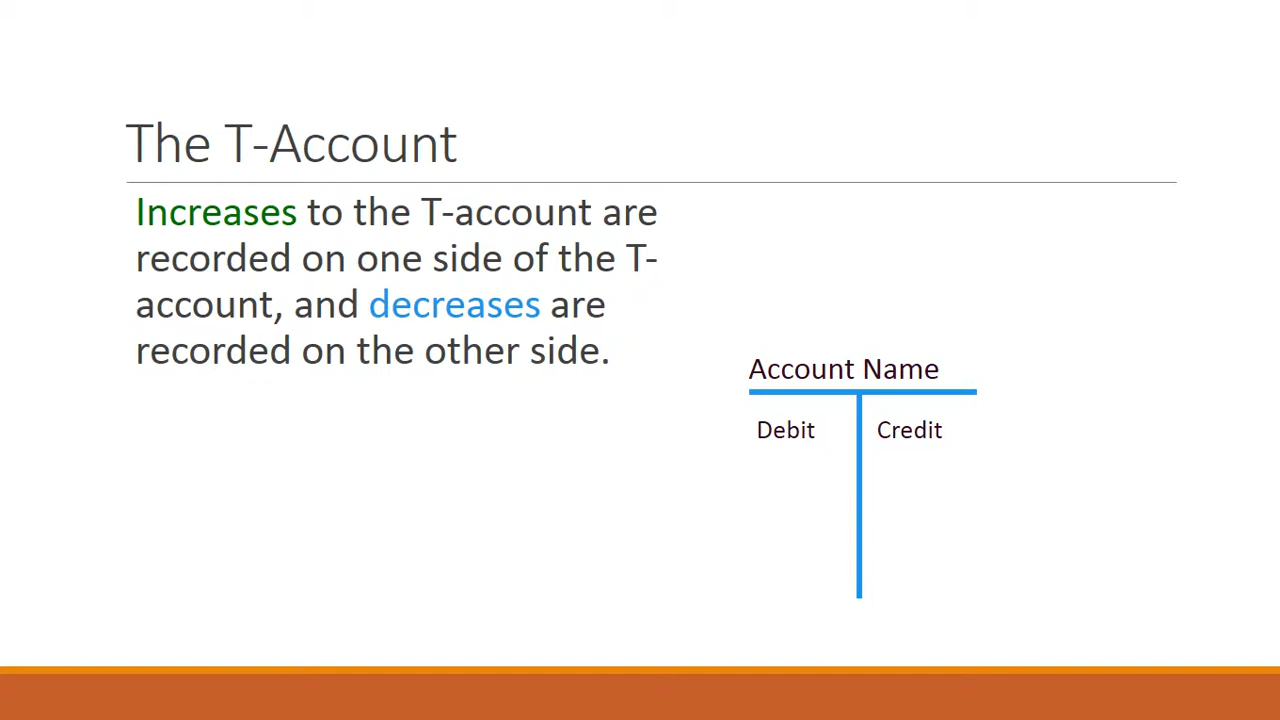 The T-Account
Increases to the T-account are
recorded on one side of the T-
account, and decreases are
recorded on the other side.
Account Name
Debit
Credit